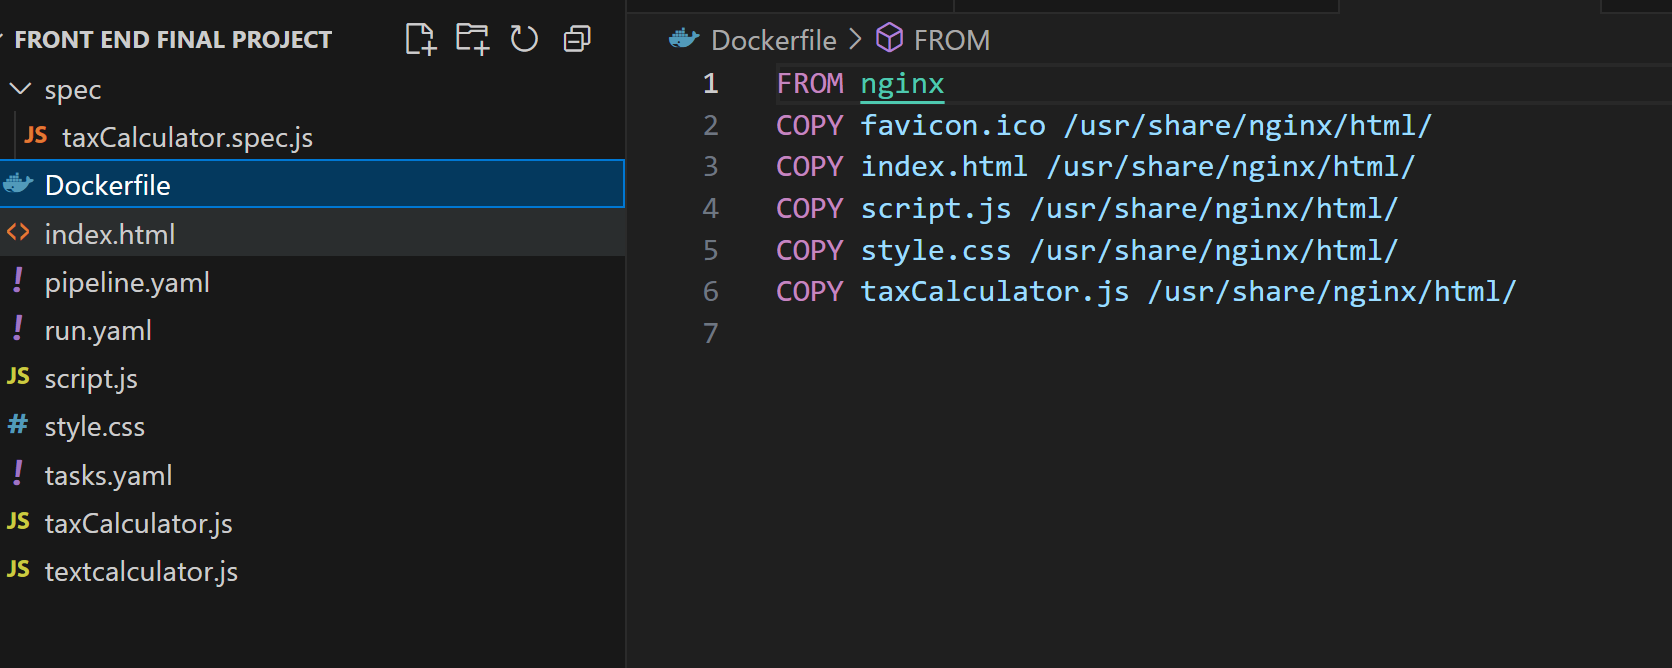 FRONT END FINAL PROJECT
spec
JS taxCalculator.spec.js
Dockerfile
<> index.html
! pipeline.yaml
! run.yaml
JS script.js
# style.css
! tasks.yaml
JS taxCalculator.js
JS textcalculator.js
Dockerfile > FROM
1 FROM nginx
2 COPY favicon.ico /usr/share/nginx/html/
3 COPY index.html /usr/share/nginx/html/
4 COPY script.js /usr/share/nginx/html/
5 COPY style.css /usr/share/nginx/html/
6 COPY taxCalculator.js /usr/share/nginx/html/
7